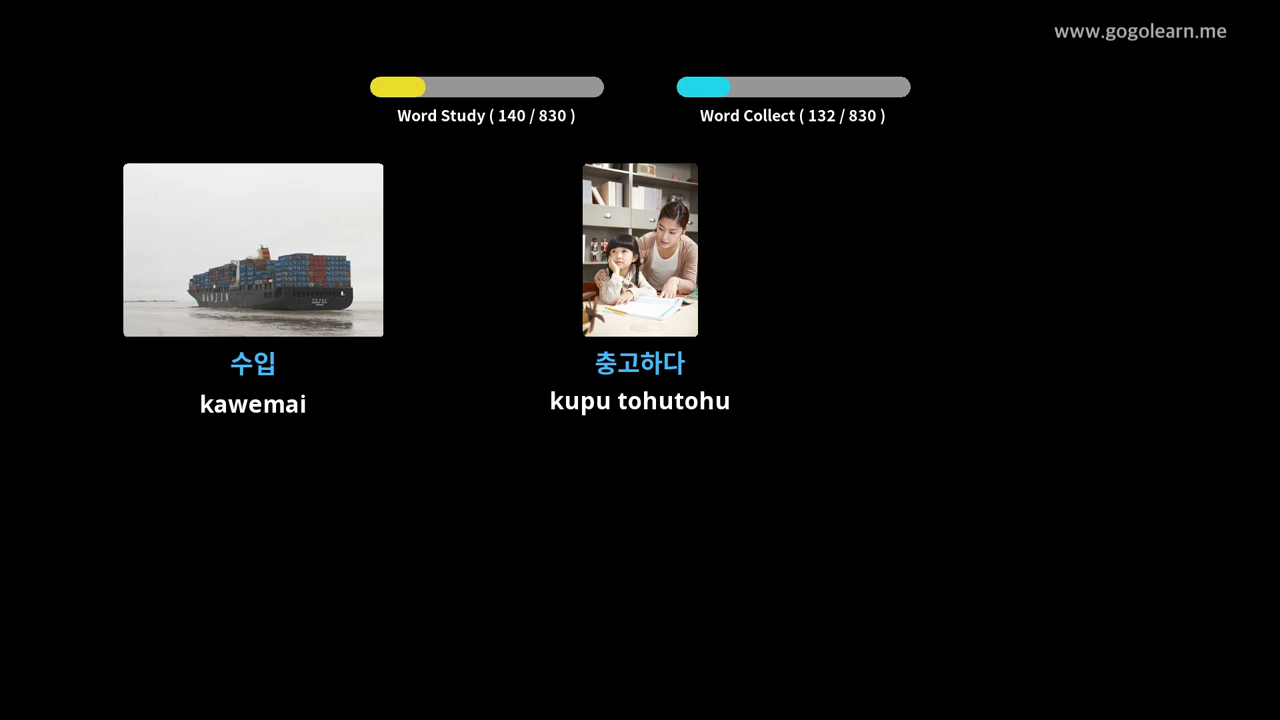 www.gogolearn.me
Word Study ( 140 / 830 )
Word Collect ( 132 / 830 )
HANJIN
수입
kawemai
충고하다
kupu tohutohu